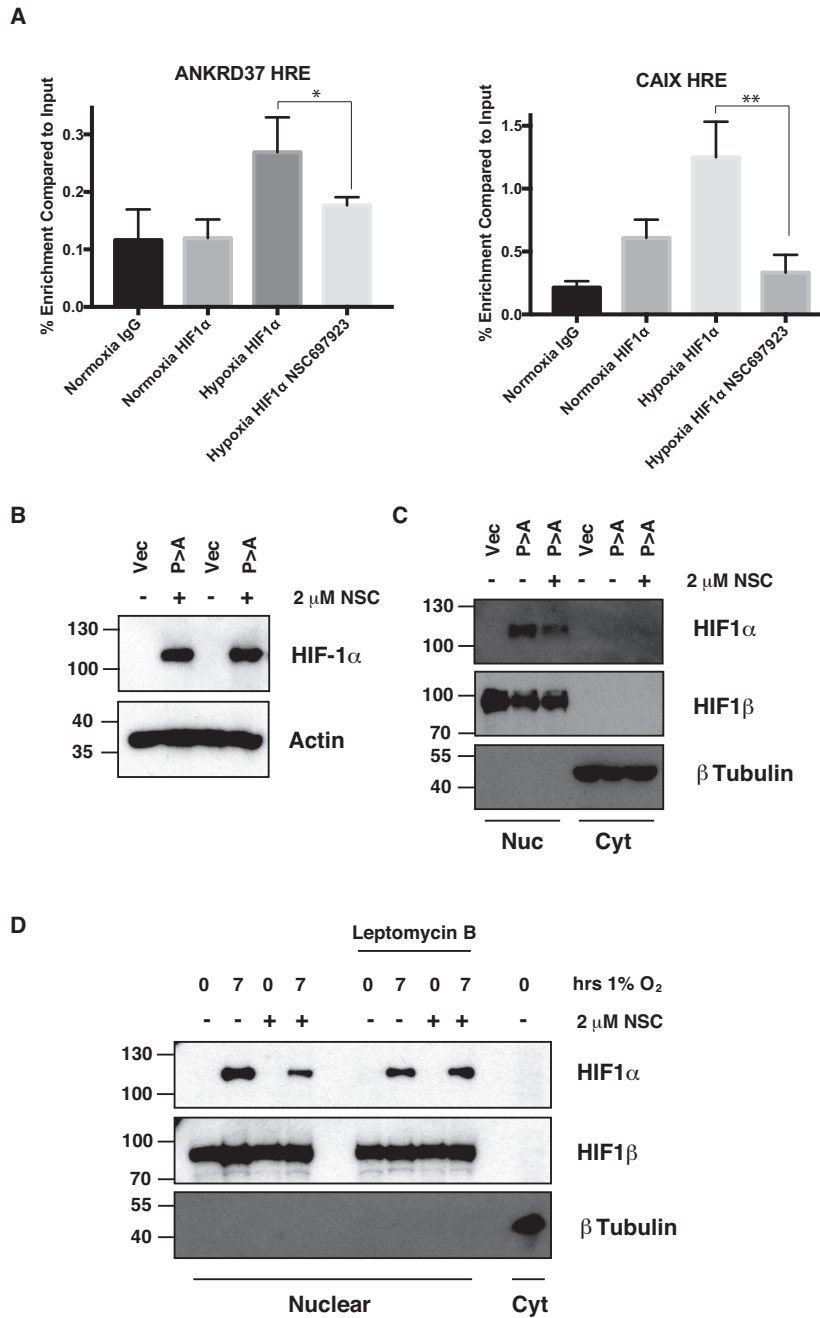 A
ANKRD37 HRE
% Enrichment Compared to Input
0.3
0.2
0.1
0.0
*
Normoxia IgG
Normoxia HIF1α
Hypoxia HIF1α
Hypoxia HIF1α NSC697923
CAIX HRE
% Enrichment Compared to Input
1.5
1.0
0.5
0.0
**
Normoxia IgG
Normoxia HIF1α
Hypoxia HIF1α
Hypoxia HIF1α NSC697923
B
Vec P>A Vec P>A
- + - + 2 μM NSC
130
100
HIF-1α
40
35
Actin
C
Vec P>A P>A Vec P>A P>A
- - + - - + 2 μM NSC
130
100
HIF1α
100
70
HIF1β
55
40
β Tubulin
Nuc Cyt
D
Leptomycin B
0 7 0 7 0 7 0 7 0 hrs 1% O₂
- - + + - - + + - 2 μM NSC
130
100
HIF1α
100
70
HIF1β
55
40
β Tubulin
Nuclear Cyt